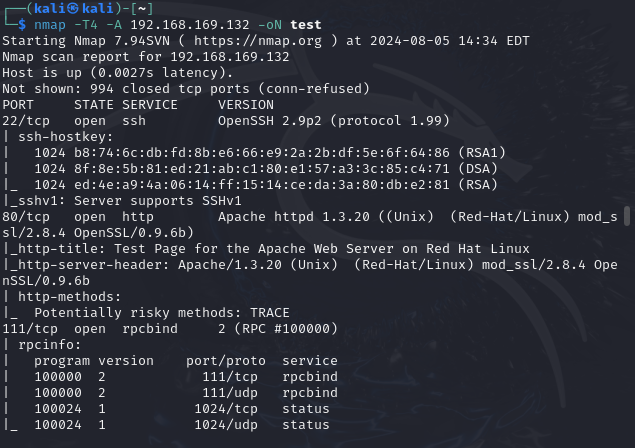 ┌──(kali㉿kali)-[~]
└─$ nmap -T4 -A 192.168.169.132 -oN test
Starting Nmap 7.94SVN ( https://nmap.org ) at 2024-08-05 14:34 EDT
Nmap scan report for 192.168.169.132
Host is up (0.0027s latency).
Not shown: 994 closed tcp ports (conn-refused)
PORT     STATE SERVICE     VERSION
22/tcp   open  ssh         OpenSSH 2.9p2 (protocol 1.99)
| ssh-hostkey:
|   1024 b8:74:6c:db:fd:8b:e6:66:e9:2a:2b:df:5e:6f:64:86 (RSA1)
|   1024 8f:8e:5b:81:ed:21:ab:c1:80:e1:57:a3:3c:85:c4:71 (DSA)
|_  1024 ed:4e:a9:4a:06:14:ff:15:14:ce:da:3a:80:db:e2:81 (RSA)
|_sshv1: Server supports SSHv1
80/tcp   open  http        Apache httpd 1.3.20 ((Unix)  (Red-Hat/Linux) mod_s
sl/2.8.4 OpenSSL/0.9.6b)
|_http-title: Test Page for the Apache Web Server on Red Hat Linux
|_http-server-header: Apache/1.3.20 (Unix)  (Red-Hat/Linux) mod_ssl/2.8.4 Ope
nSSL/0.9.6b
| http-methods:
|_  Potentially risky methods: TRACE
111/tcp  open  rpcbind     2 (RPC #100000)
| rpcinfo:
|   program version    port/proto  service
|   100000  2            111/tcp   rpcbind
|   100000  2            111/udp   rpcbind
|   100024  1           1024/tcp   status
|_  100024  1           1024/udp   status